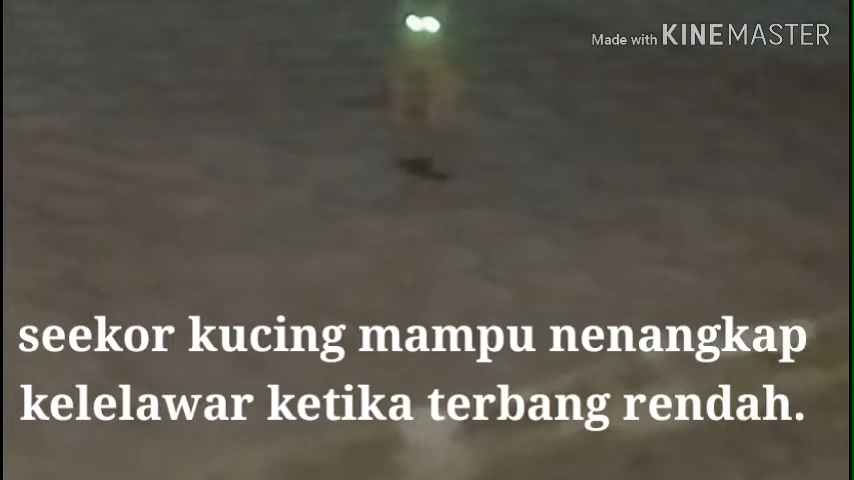 Made with KINEMASTER
seekor kucing mampu nenangkap
kelelawar ketika terbang rendah.